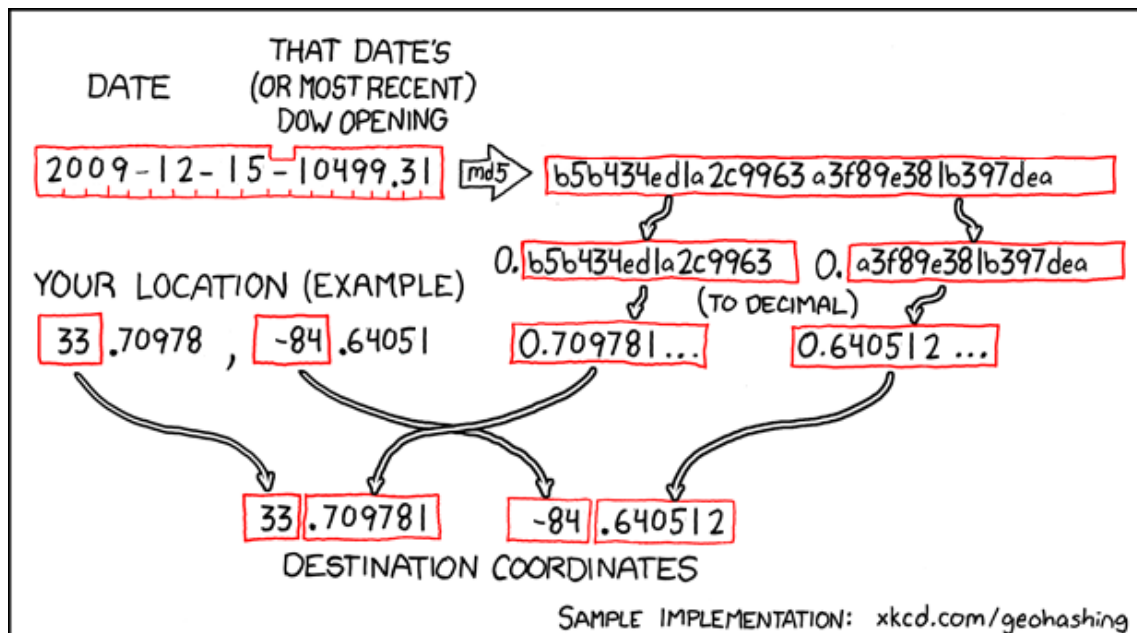 DATE
THAT DATE'S
(OR MOST RECENT)
DOW OPENING
2009-12-15-10499.31
md5
b5b434ed1a2c9963a3f89e381b397dea
0.b5b434ed1a2c9963
0.a3f89e381b397dea
YOUR LOCATION (EXAMPLE)
(TO DECIMAL)
33.70978, -84.64051
0.709781...
0.640512...
33.709781
-84.640512
DESTINATION COORDINATES
SAMPLE IMPLEMENTATION: xkcd.com/geohashing